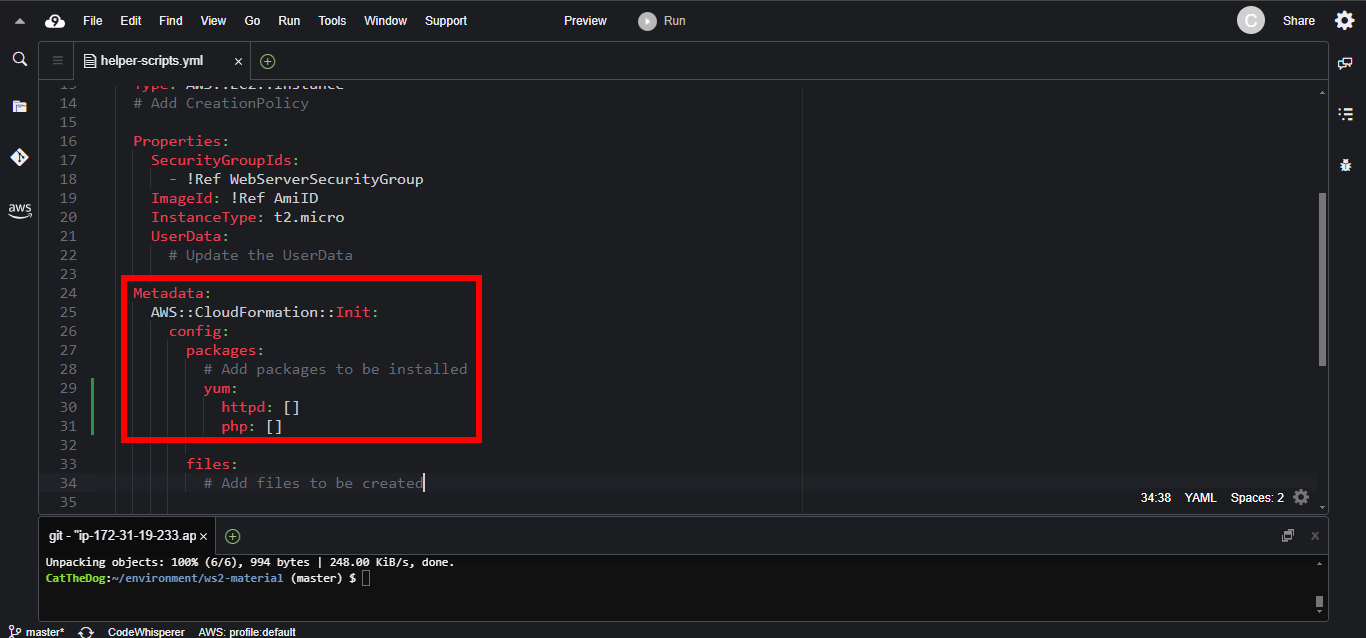 File Edit Find View Go Run Tools Window Support Preview Run C Share
helper-scripts.yml ×
13 Type: AWS::EC2::Instance
14 # Add CreationPolicy
15
16 Properties:
17 SecurityGroupIds:
18 - !Ref WebServerSecurityGroup
19 ImageId: !Ref AmiID
20 InstanceType: t2.micro
21 UserData:
22 # Update the UserData
23
24 Metadata:
25 AWS::CloudFormation::Init:
26 config:
27 packages:
28 # Add packages to be installed
29 yum:
30 httpd: []
31 php: []
32
33 files:
34 # Add files to be created
35
aws
34:38 YAML Spaces: 2
git - "ip-172-31-19-233.ap ×
Unpacking objects: 100% (6/6), 994 bytes | 248.00 KiB/s, done.
CatTheDog:~/environment/ws2-material (master) $
master* CodeWhisperer AWS: profile:default